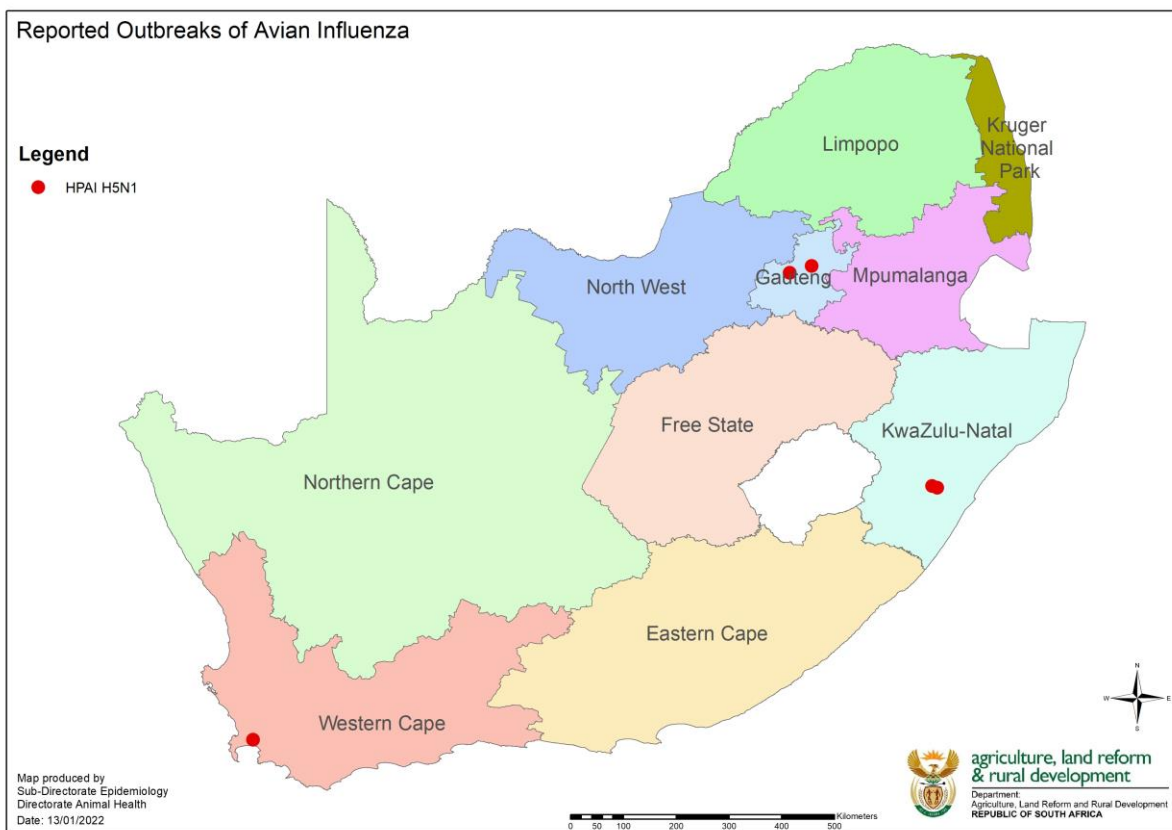 Reported Outbreaks of Avian Influenza
Legend
HPAI H5N1
Limpopo
Kruger
National
Park
North West
Gauteng
Mpumalanga
Free State
KwaZulu-Natal
Northern Cape
Eastern Cape
Western Cape
N
W E
S
Map produced by
Sub-Directorate Epidemiology
Directorate Animal Health
Date: 13/01/2022
Kilometers
0 50 100 200 300 400 500
agriculture, land reform
& rural development
Department:
Agriculture, Land Reform and Rural Development
REPUBLIC OF SOUTH AFRICA